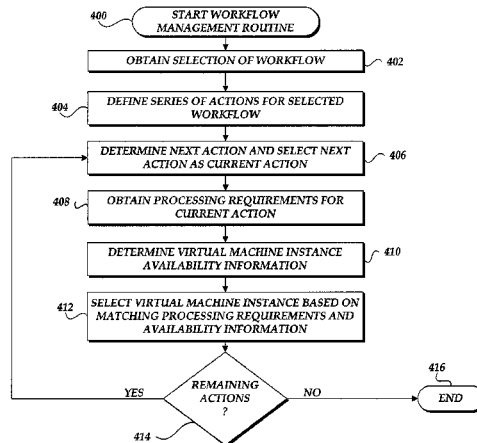 400
START WORKFLOW
MANAGEMENT ROUTINE
OBTAIN SELECTION OF WORKFLOW
402
404
DEFINE SERIES OF ACTIONS FOR SELECTED
WORKFLOW
DETERMINE NEXT ACTION AND SELECT NEXT
ACTION AS CURRENT ACTION
406
408
OBTAIN PROCESSING REQUIREMENTS FOR
CURRENT ACTION
DETERMINE VIRTUAL MACHINE INSTANCE
AVAILABILITY INFORMATION
410
412
SELECT VIRTUAL MACHINE INSTANCE BASED ON
MATCHING PROCESSING REQUIREMENTS AND
AVAILABILITY INFORMATION
YES
REMAINING
ACTIONS
?
NO
414
416
END